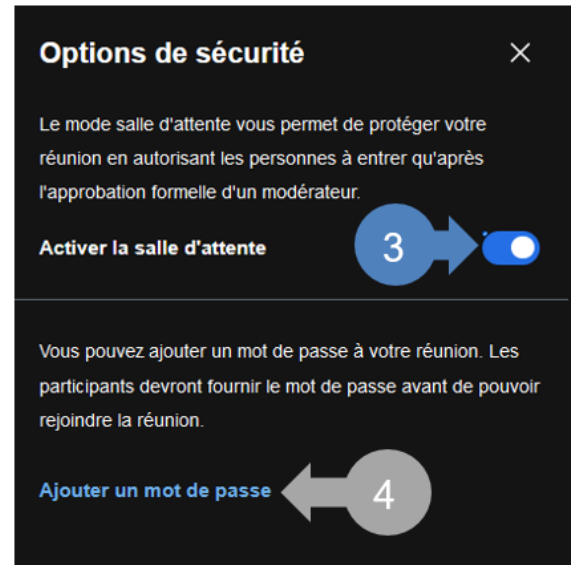 Options de sécurité
Le mode salle d'attente vous permet de protéger votre
réunion en autorisant les personnes à entrer qu'après
l'approbation formelle d'un modérateur.
Activer la salle d'attente
3
Vous pouvez ajouter un mot de passe à votre réunion. Les
participants devront fournir le mot de passe avant de pouvoir
rejoindre la réunion.
Ajouter un mot de passe
4